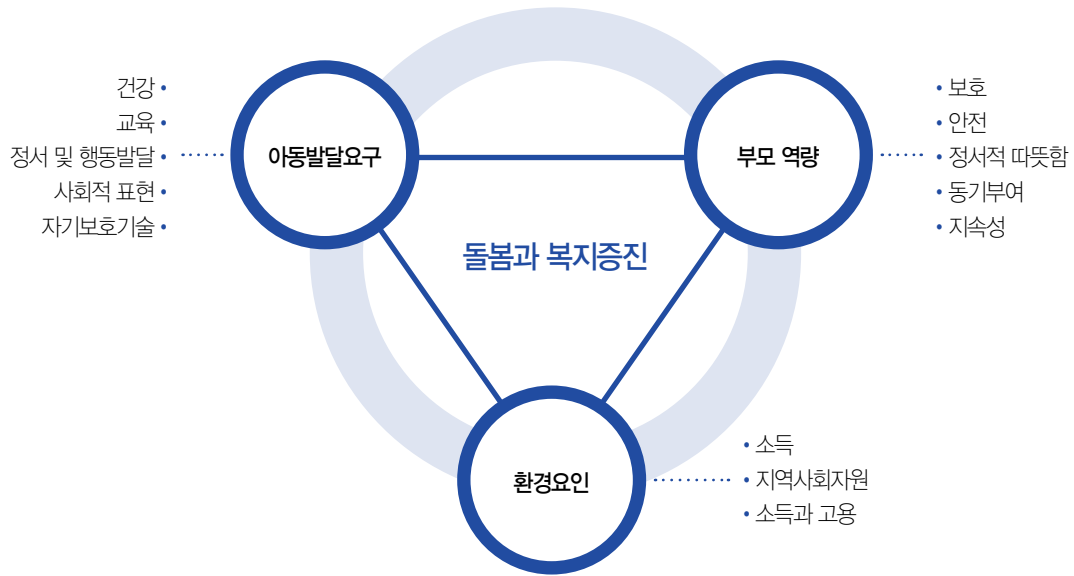 건강 •
교육 •
정서 및 행동발달 •
사회적 표현 •
자기보호기술 •
아동발달요구
부모 역량
• 보호
• 안전
• 정서적 따뜻함
• 동기부여
• 지속성
돌봄과 복지증진
환경요인
• 소득
• 지역사회자원
• 소득과 고용